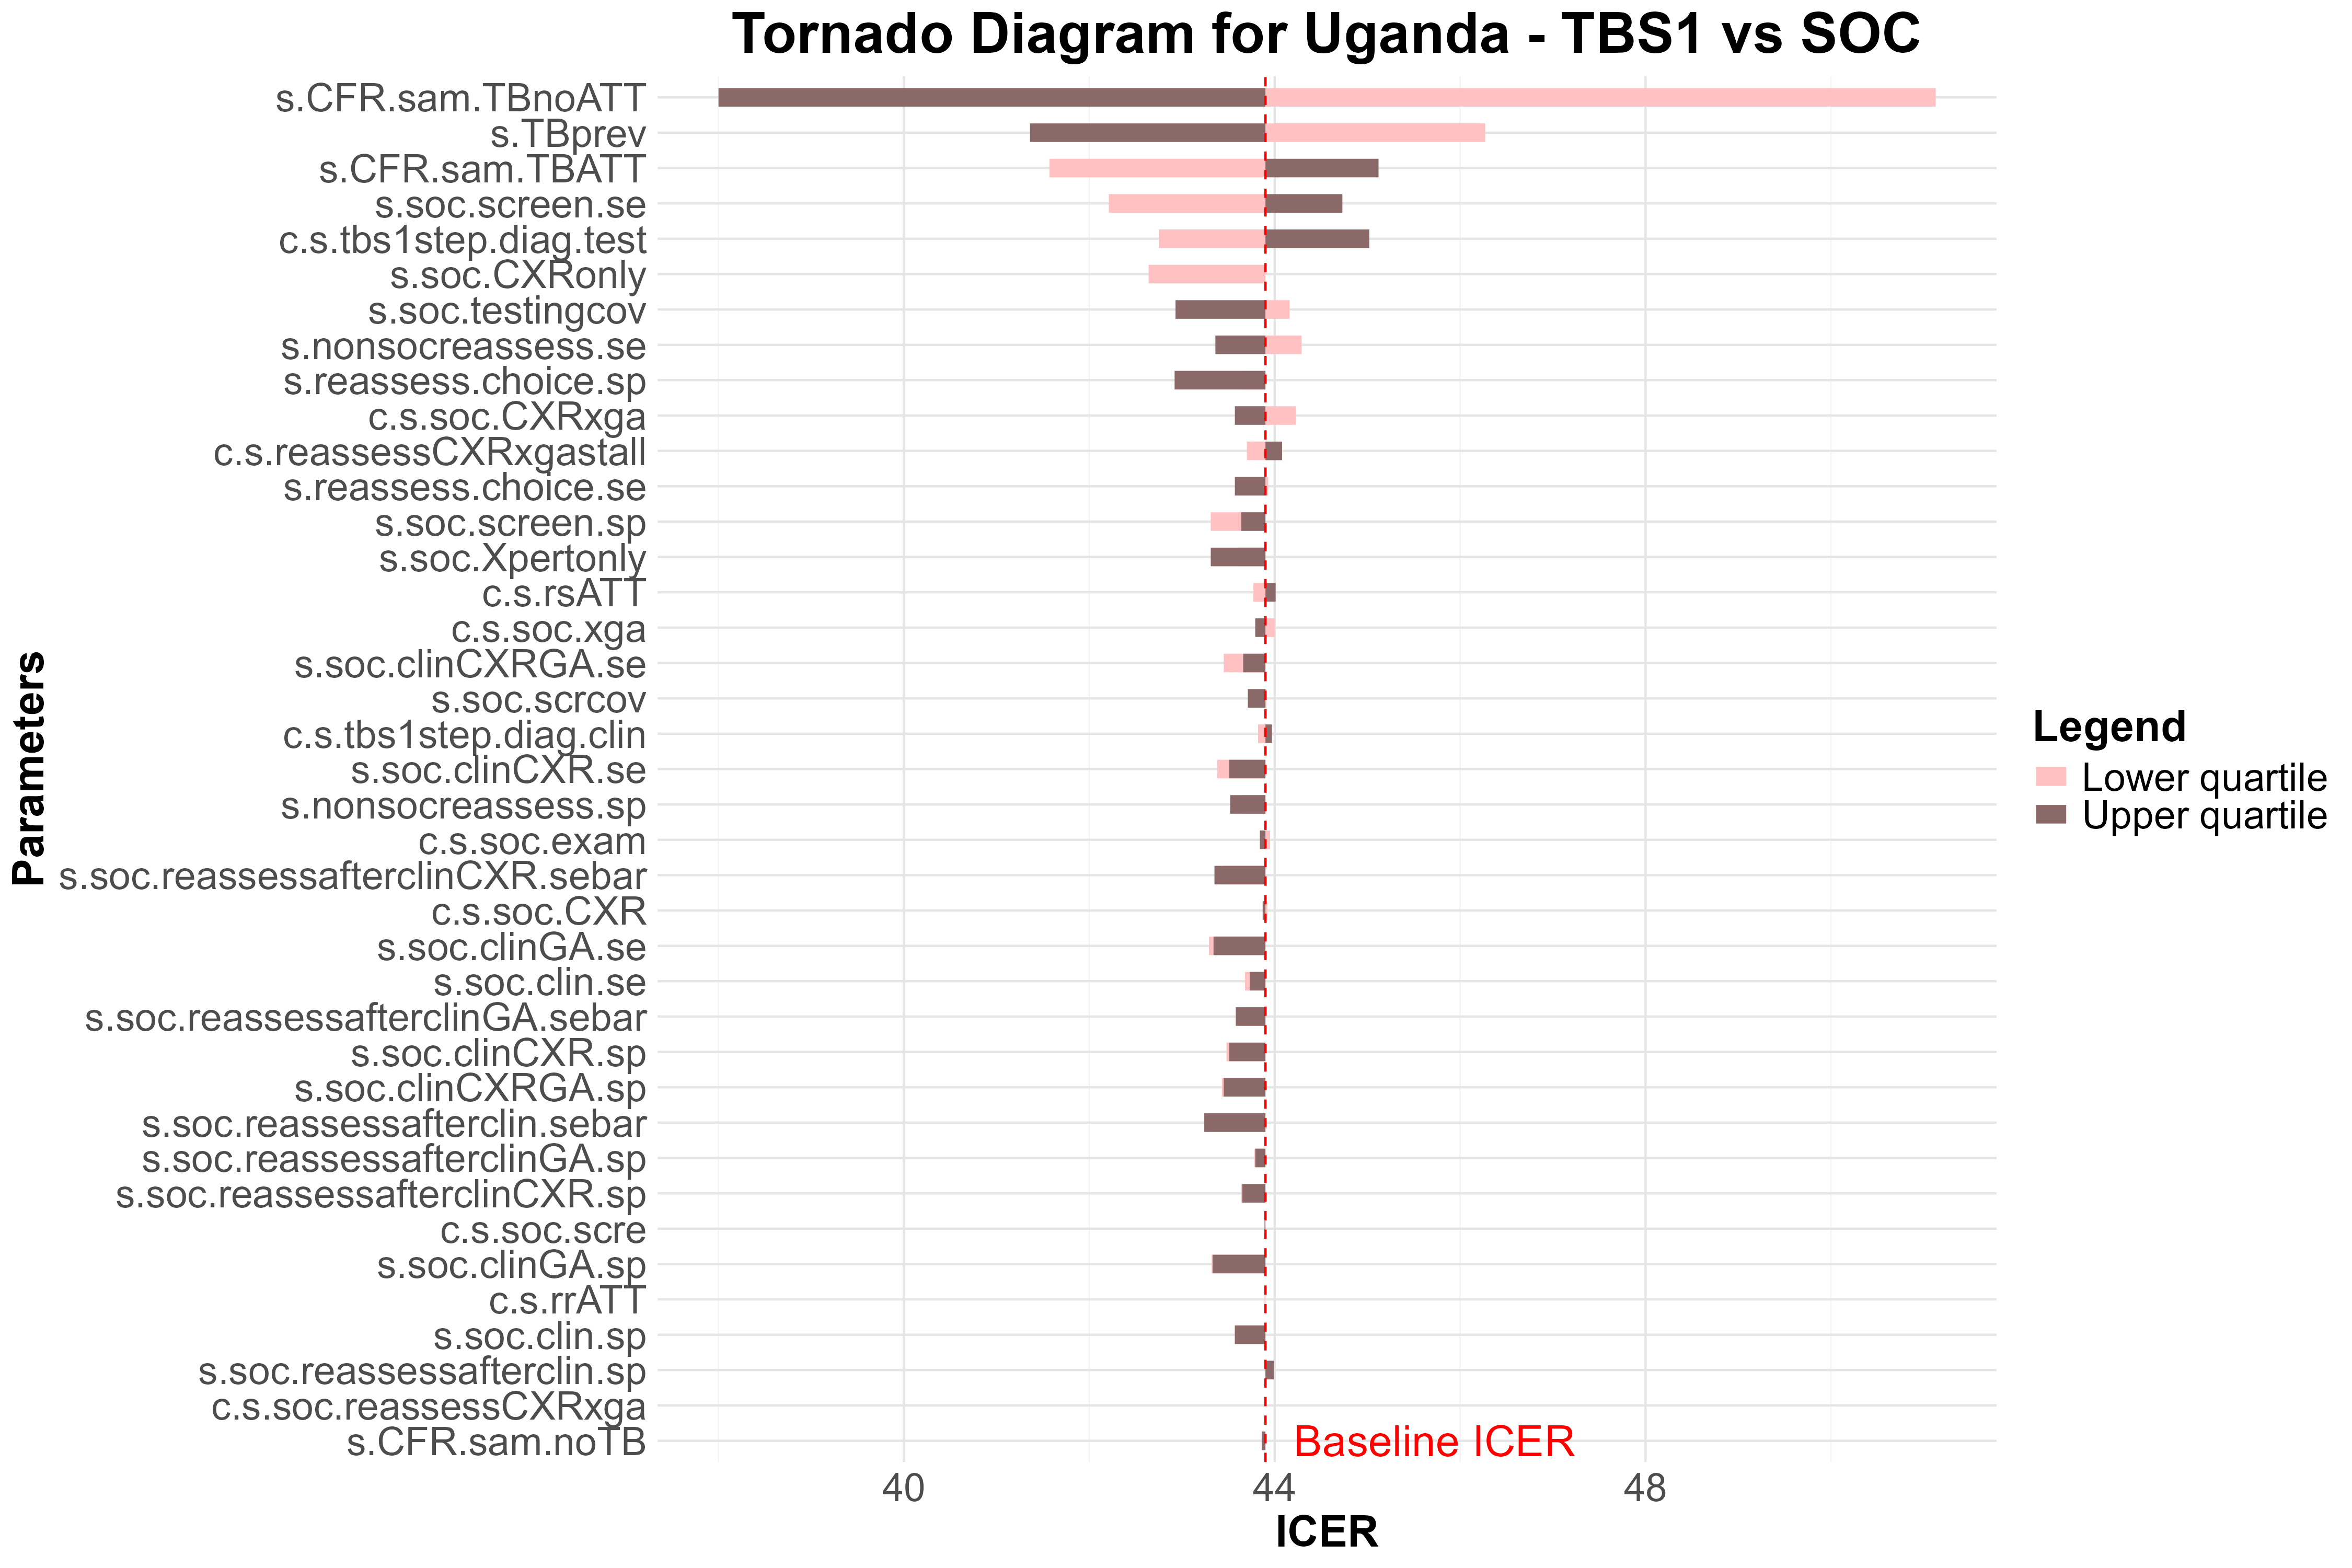 Tornado Diagram for Uganda - TBS1 vs SOC
s.CFR.sam.TBnoATT
s.TBprev
s.CFR.sam.TBATT
s.soc.screen.se
c.s.tbs1step.diag.test
s.soc.CXRonly
s.soc.testingcov
s.nonsocreassess.se
s.reassess.choice.sp
c.s.soc.CXRxga
c.s.reassessCXRxgastall
s.reassess.choice.se
s.soc.screen.sp
s.soc.Xpertonly
c.s.rsATT
c.s.soc.xga
s.soc.clinCXRGA.se
s.soc.scrcov
c.s.tbs1step.diag.clin
s.soc.clinCXR.se
s.nonsocreassess.sp
c.s.soc.exam
s.soc.reassessafterclinCXR.sebar
c.s.soc.CXR
s.soc.clinGA.se
s.soc.clin.se
s.soc.reassessafterclinGA.sebar
s.soc.clinCXR.sp
s.soc.clinCXRGA.sp
s.soc.reassessafterclin.sebar
s.soc.reassessafterclinGA.sp
s.soc.reassessafterclinCXR.sp
c.s.soc.scre
s.soc.clinGA.sp
c.s.rrATT
s.soc.clin.sp
s.soc.reassessafterclin.sp
c.s.soc.reassessCXRxga
s.CFR.sam.noTB
Parameters
Baseline ICER
40 44 48
ICER
Legend
Lower quartile
Upper quartile